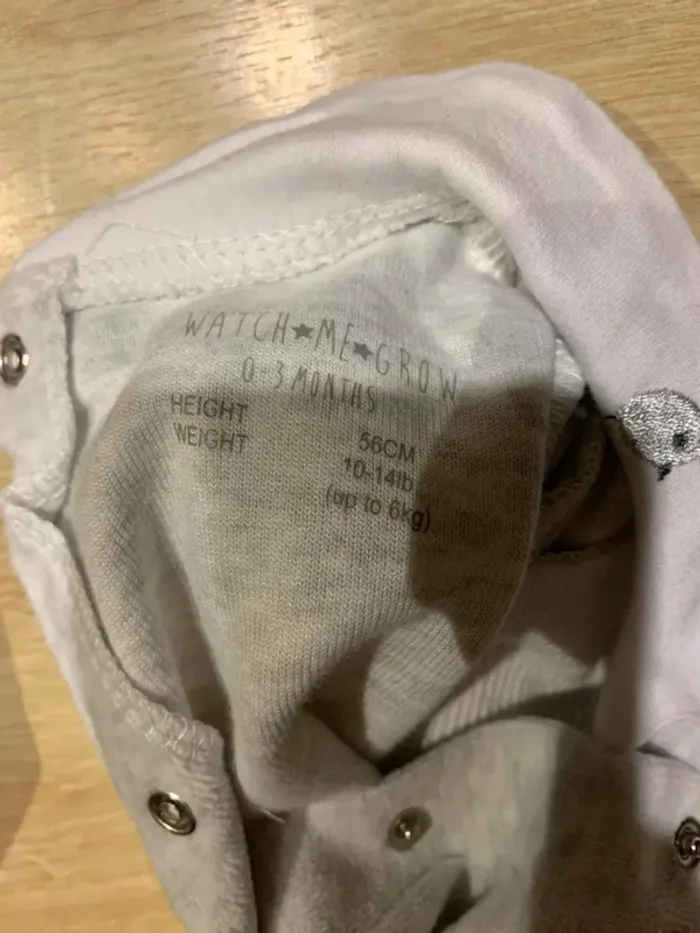 WATCH★ME★GROW
0-3 MONTHS
HEIGHT 56CM
WEIGHT 10-14lb
(up to 6kg)